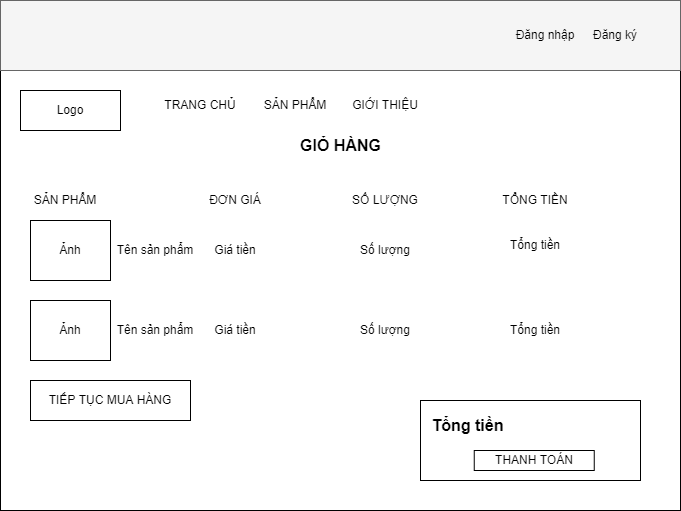 Đăng nhập Đăng ký
Logo TRANG CHỦ SẢN PHẨM GIỚI THIỆU
GIỎ HÀNG
SẢN PHẨM ĐƠN GIÁ SỐ LƯỢNG TỔNG TIỀN
Ảnh Tên sản phẩm Giá tiền Số lượng Tổng tiền
Ảnh Tên sản phẩm Giá tiền Số lượng Tổng tiền
TIẾP TỤC MUA HÀNG
Tổng tiền
THANH TOÁN